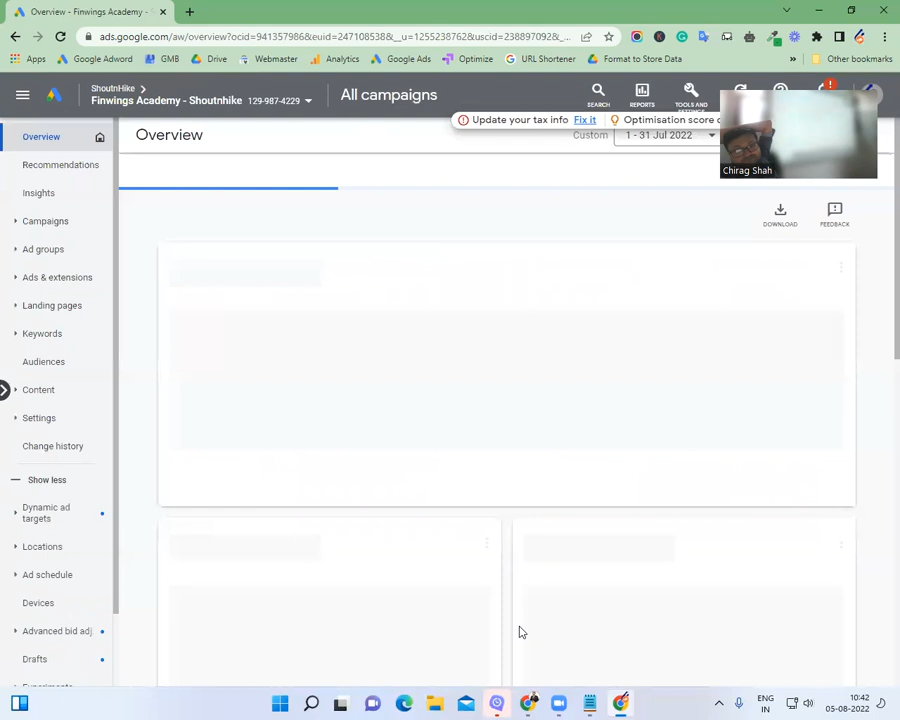 Overview - Finwings Academy - S
ads.google.com/aw/overview?ocid=941357986&euid=247108538&__u=1255238762&uscid=238897092&_...
Apps Google Adword GMB Drive Webmaster Analytics Google Ads Optimize URL Shortener Format to Store Data » Other bookmarks
ShoutnHike
Finwings Academy - Shoutnhike 129-987-4229
All campaigns
SEARCH
REPORTS
TOOLS AND
Update your tax info Fix it Optimisation score
Overview
Custom 1 - 31 Jul 2022
Chirag Shah
DOWNLOAD
FEEDBACK
Overview
Recommendations
Insights
Campaigns
Ad groups
Ads & extensions
Landing pages
Keywords
Audiences
Content
Settings
Change history
Show less
Dynamic ad
targets
Locations
Ad schedule
Devices
Advanced bid adj.
Drafts
ENG
IN
10:42
05-08-2022